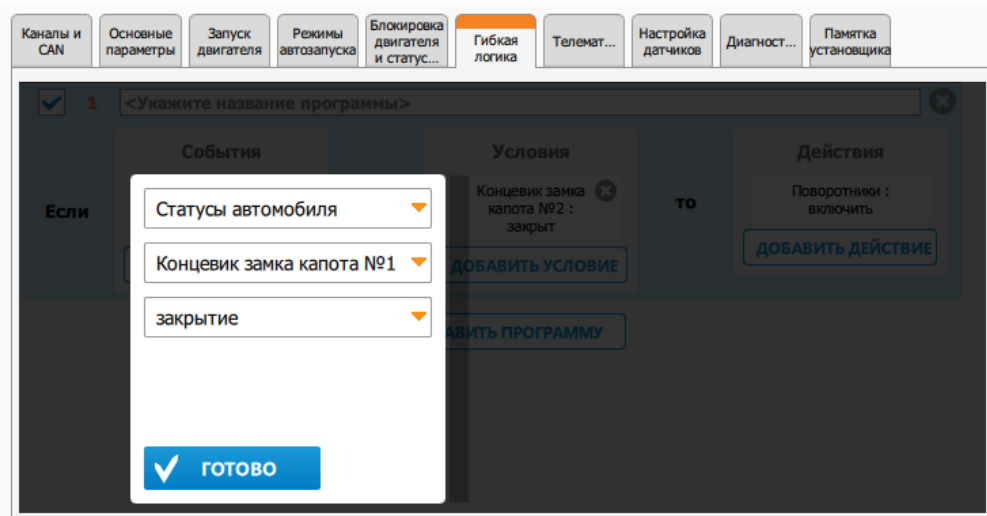 Каналы и
CAN
Основные
параметры
Запуск
двигателя
Режимы
автозапуска
Блокировка
двигателя
и статус...
Гибкая
логика
Телемат...
Настройка
датчиков
Диагност...
Памятка
установщика
1 <Укажите название программы>
События
Условия
Действия
Если
Статусы автомобиля
Концевик замка капота №1
закрытие
ГОТОВО
Концевик замка
капота №2 :
закрыт
ДОБАВИТЬ УСЛОВИЕ
то
Поворотники :
включить
ДОБАВИТЬ ДЕЙСТВИЕ
АВИТЬ ПРОГРАММУ